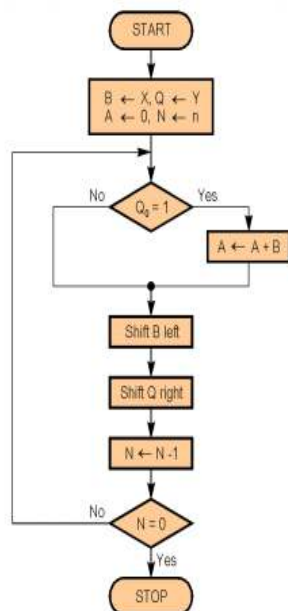 START
B ← X, Q ← Y
A ← 0, N ← n
No
Yes
Q₀ = 1
A ← A + B
Shift B left
Shift Q right
N ← N -1
No
N = 0
Yes
STOP